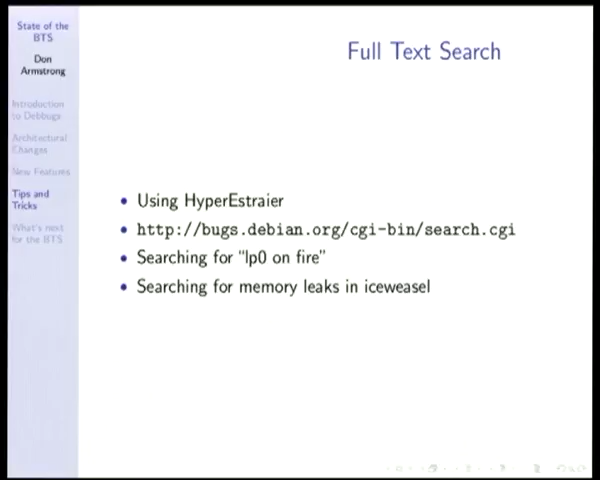 State of the
BTS
Don
Armstrong
Introduction
to Debbugs
Architectural
Changes
New Features
Tips and
Tricks
What's next
for the BTS
Full Text Search
• Using HyperEstraier
• http://bugs.debian.org/cgi-bin/search.cgi
• Searching for "lp0 on fire"
• Searching for memory leaks in iceweasel